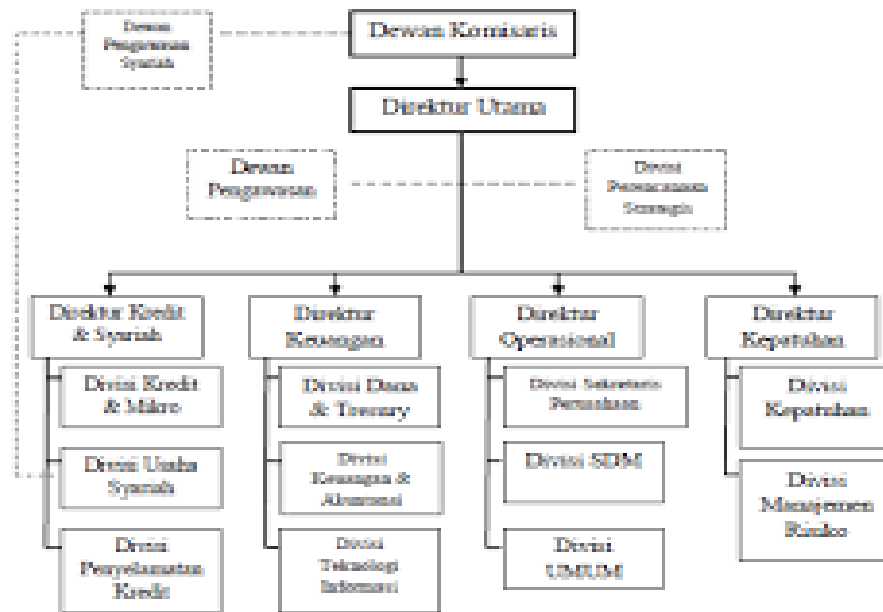 Dewan
Pengawasan
Syariah
Dewan Komisaris
Direktur Utama
Dewan
Pengawasan
Divisi
Perencanaan
Strategis
Direktur Kredit
& Syariah
Divisi Kredit
& Mikro
Divisi Usaha
Syariah
Divisi
Penyelamatan
Kredit
Direktur
Keuangan
Divisi Dana
& Tresury
Divisi
Keuangan &
Akuntansi
Divisi
Teknologi
Informasi
Direktur
Operasional
Divisi Sekretaris
Perusahaan
Divisi SDM
Divisi
UMUM
Direktur
Kepatuhan
Divisi
Kepatuhan
Divisi
Manajemen
Risiko